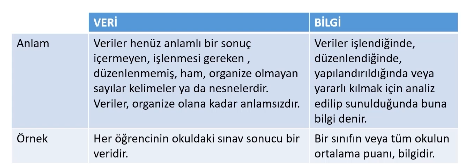 VERİ BİLGİ
Anlam
Veriler henüz anlamlı bir sonuç
içermeyen, işlenmesi gereken ,
düzenlenmemiş, ham, organize olmayan
sayılar kelimeler ya da nesnelerdir.
Veriler, organize olana kadar anlamsızdır.
Veriler işlendiğinde,
düzenlendiğinde,
yapılandırıldığında veya
yararlı kılmak için analiz
edilip sunulduğunda buna
bilgi denir.
Örnek
Her öğrencinin okuldaki sınav sonucu bir
veridir.
Bir sınıfın veya tüm okulun
ortalama puanı, bilgidir.